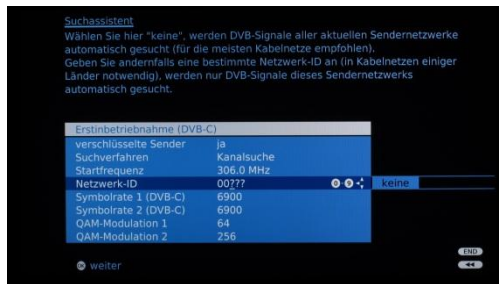 Suchassistent
Wählen Sie hier "keine", werden DVB-Signale aller aktuellen Sendernetzwerke
automatisch gesucht (für die meisten Kabelnetze empfohlen).
Geben Sie andernfalls eine bestimmte Netzwerk-ID an (in Kabelnetzen einiger
Länder notwendig), werden nur DVB-Signale dieses Sendernetzwerks
automatisch gesucht.
Erstinbetriebnahme (DVB-C)
verschlüsselte Sender ja
Suchverfahren Kanalsuche
Startfrequenz 306.0 MHz
Netzwerk-ID 00??? 0-9 keine
Symbolrate 1 (DVB-C) 6900
Symbolrate 2 (DVB-C) 6900
QAM-Modulation 1 64
QAM-Modulation 2 256
END
OK weiter